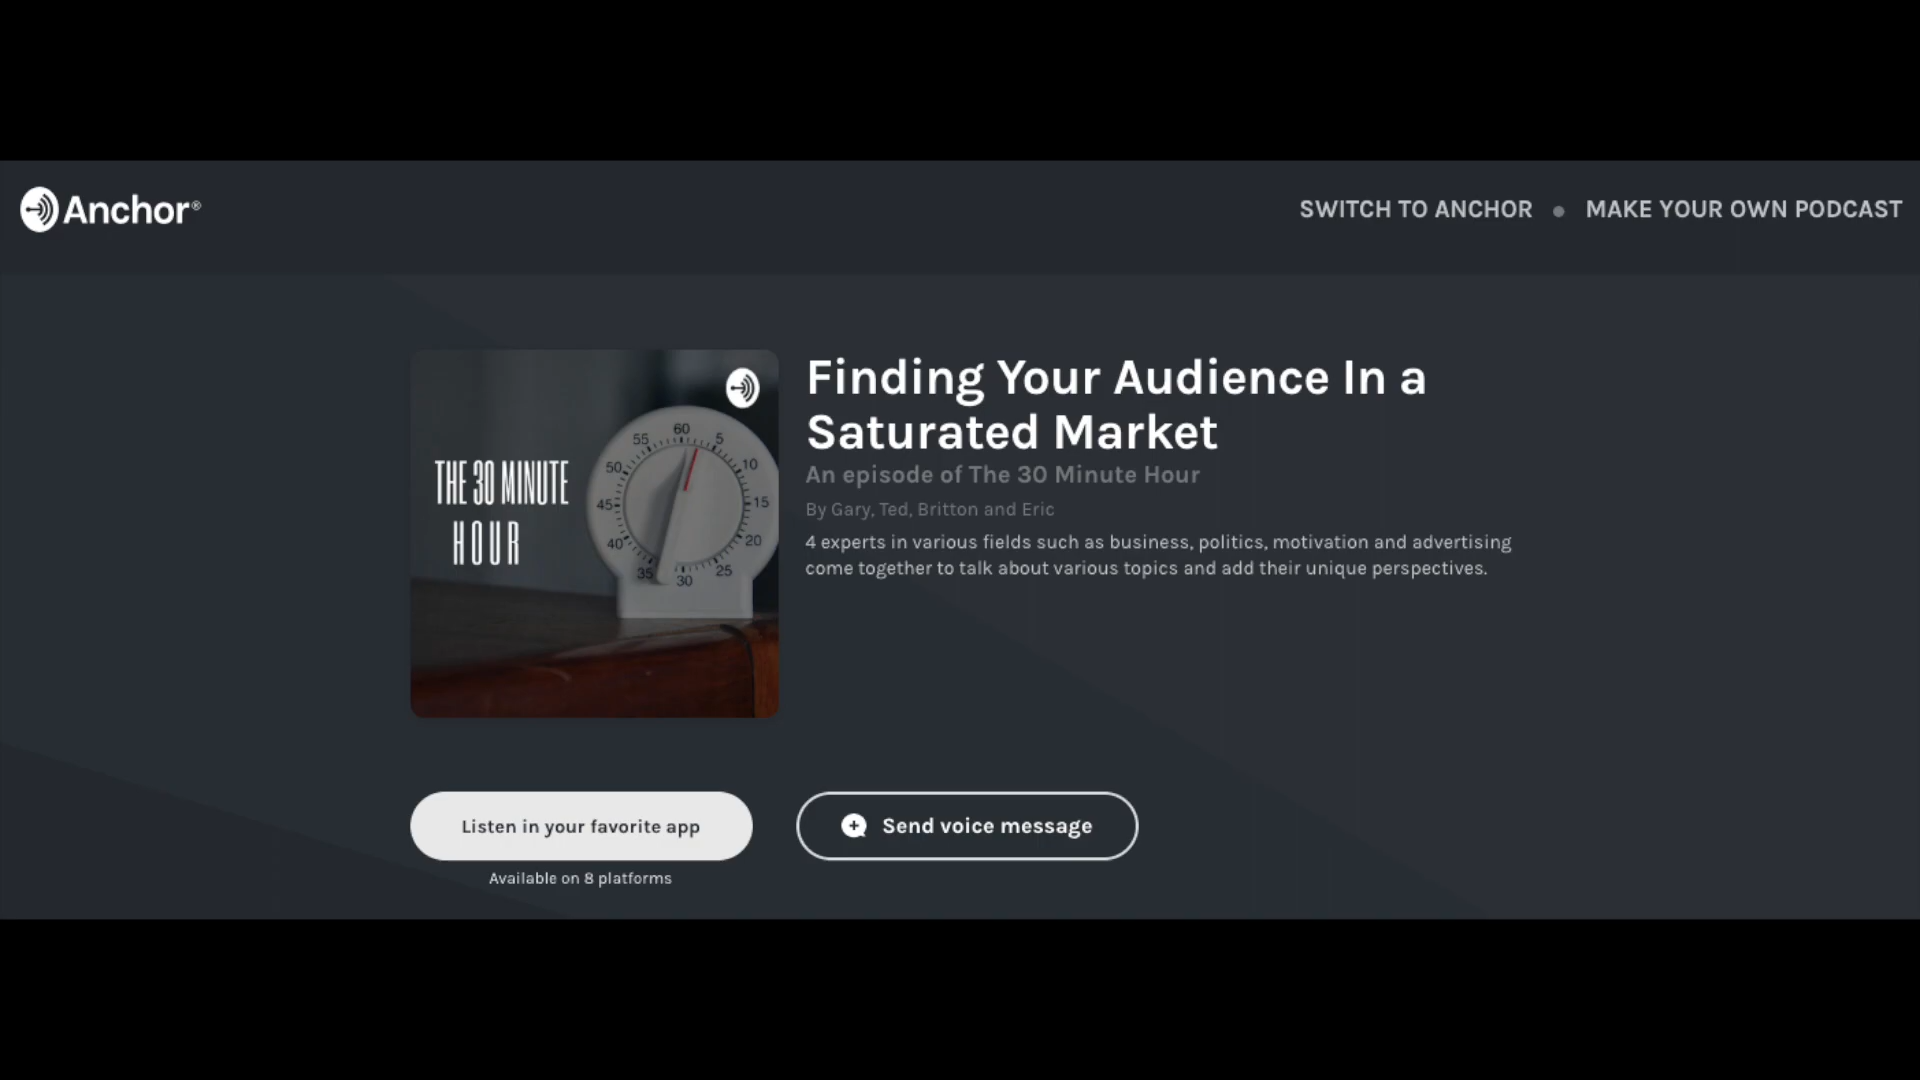 Anchor®
SWITCH TO ANCHOR • MAKE YOUR OWN PODCAST
THE 30 MINUTE
HOUR
60
55
5
50
10
45
15
40
20
35
30
25
Finding Your Audience In a
Saturated Market
An episode of The 30 Minute Hour
By Gary, Ted, Britton and Eric
4 experts in various fields such as business, politics, motivation and advertising
come together to talk about various topics and add their unique perspectives.
Listen in your favorite app
Send voice message
Available on 8 platforms